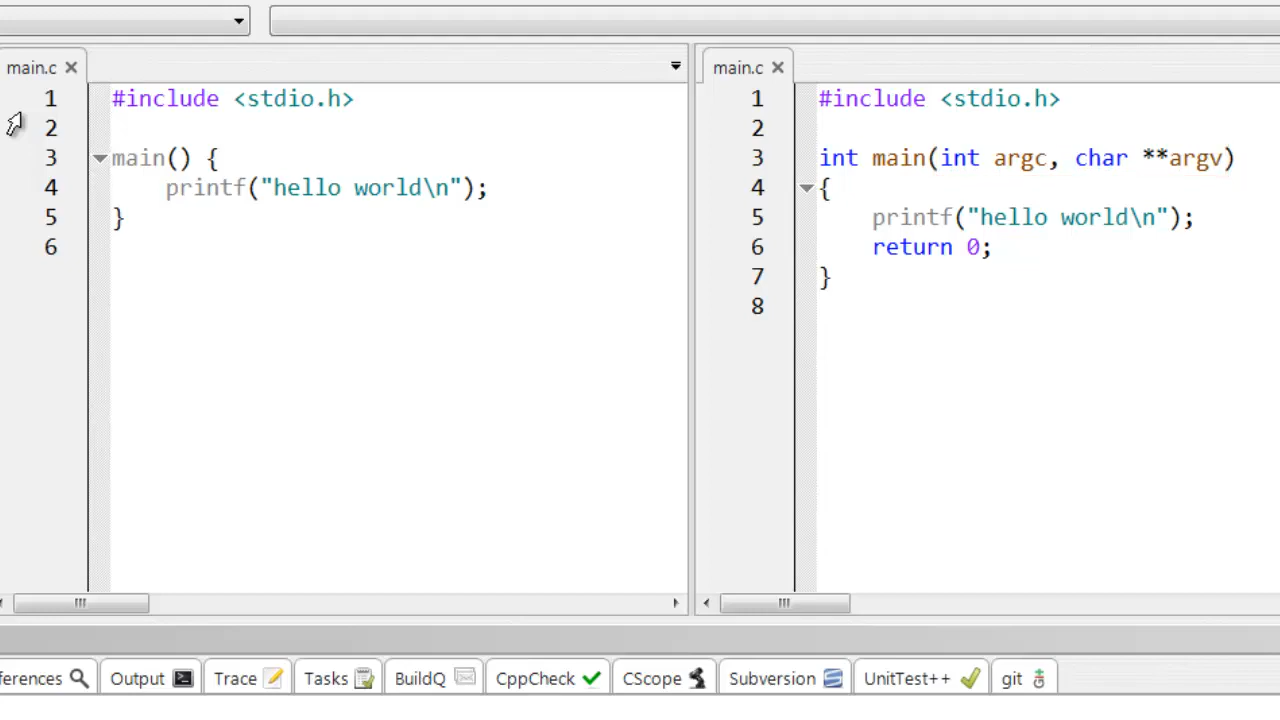 main.c
1 #include <stdio.h>
2
3 main() {
4 printf("hello world\n");
5 }
6
main.c
1 #include <stdio.h>
2
3 int main(int argc, char **argv)
4 {
5 printf("hello world\n");
6 return 0;
7 }
8
ferences Output Trace Tasks BuildQ CppCheck CScope Subversion UnitTest++ git